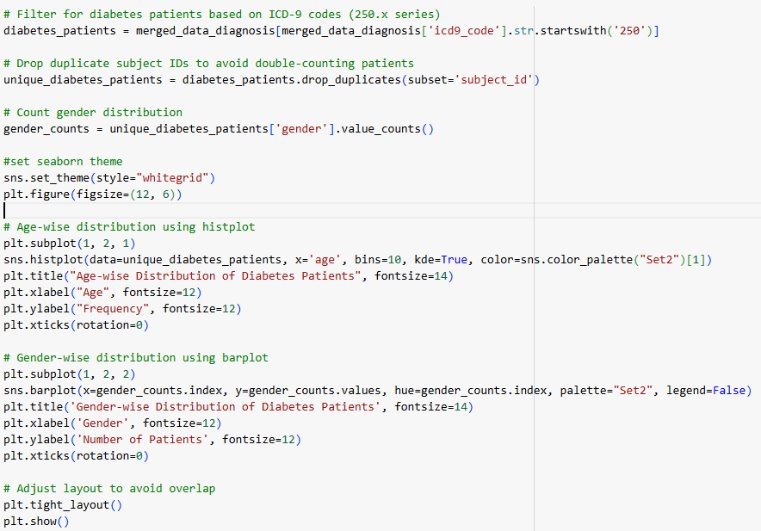 # Filter for diabetes patients based on ICD-9 codes (250.x series)
diabetes_patients = merged_data_diagnosis[merged_data_diagnosis['icd9_code'].str.startswith('250')]
# Drop duplicate subject IDs to avoid double-counting patients
unique_diabetes_patients = diabetes_patients.drop_duplicates(subset='subject_id')
# Count gender distribution
gender_counts = unique_diabetes_patients['gender'].value_counts()
#set seaborn theme
sns.set_theme(style="whitegrid")
plt.figure(figsize=(12, 6))
# Age-wise distribution using histplot
plt.subplot(1, 2, 1)
sns.histplot(data=unique_diabetes_patients, x='age', bins=10, kde=True, color=sns.color_palette("Set2")[1])
plt.title("Age-wise Distribution of Diabetes Patients", fontsize=14)
plt.xlabel("Age", fontsize=12)
plt.ylabel("Frequency", fontsize=12)
plt.xticks(rotation=0)
# Gender-wise distribution using barplot
plt.subplot(1, 2, 2)
sns.barplot(x=gender_counts.index, y=gender_counts.values, hue=gender_counts.index, palette="Set2", legend=False)
plt.title('Gender-wise Distribution of Diabetes Patients', fontsize=14)
plt.xlabel('Gender', fontsize=12)
plt.ylabel('Number of Patients', fontsize=12)
plt.xticks(rotation=0)
# Adjust layout to avoid overlap
plt.tight_layout()
plt.show()